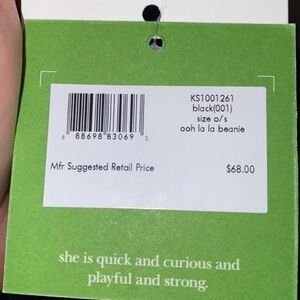 KS1001261
black(001)
size o/s
ooh la la beanie
8 88698 83069 3
Mfr Suggested Retail Price $68.00
she is quick and curious and
playful and strong.